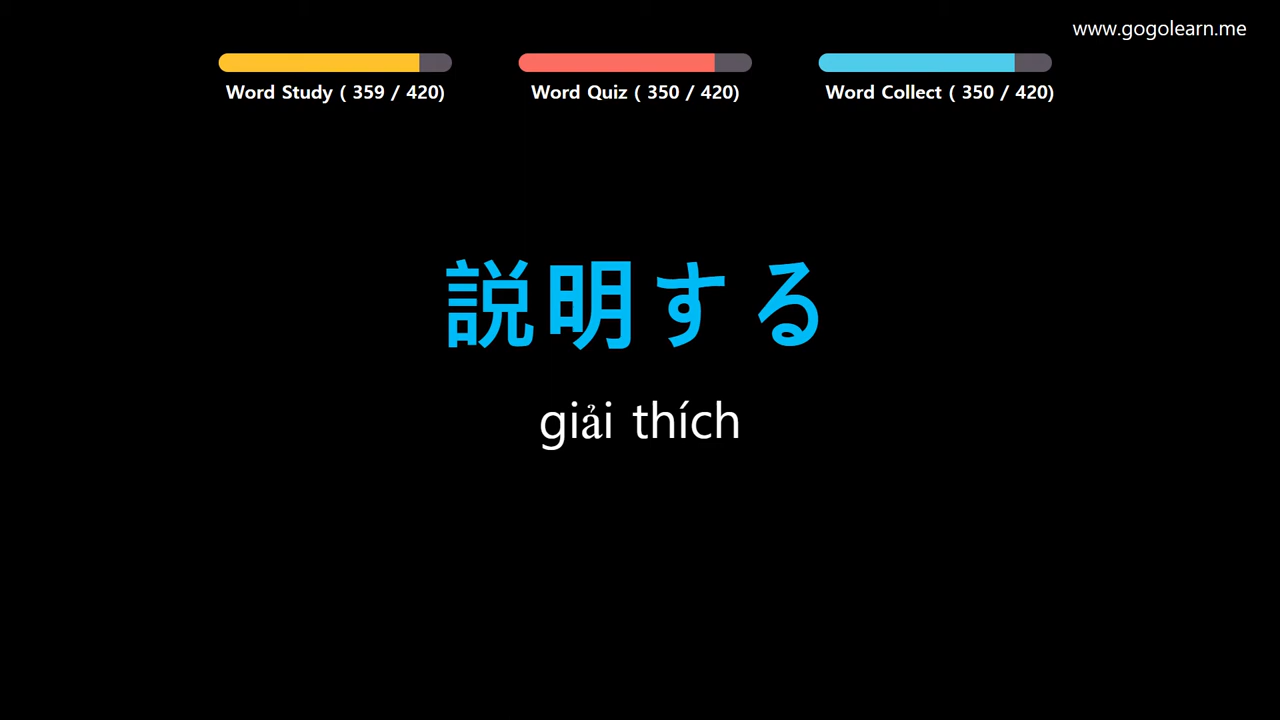 www.gogolearn.me
Word Study ( 359 / 420)
Word Quiz ( 350 / 420)
Word Collect ( 350 / 420)
説明する
giải thích